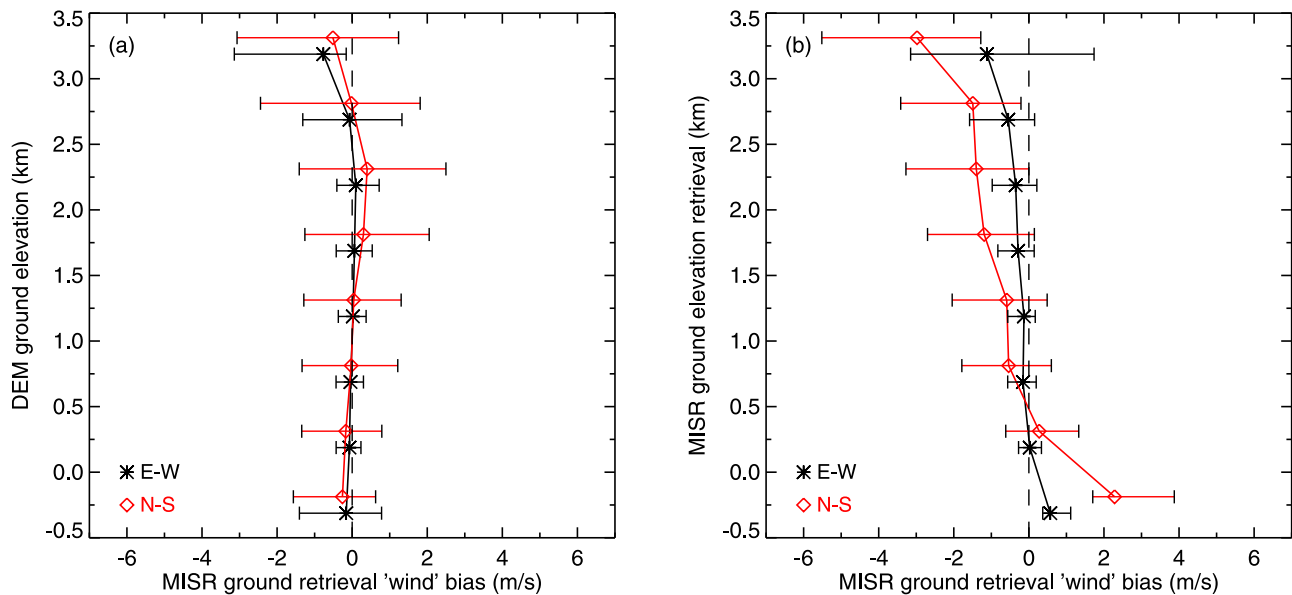 (a)
3.5
3.0
2.5
2.0
1.5
1.0
0.5
0.0
-0.5
DEM ground elevation (km)
E-W
N-S
-6 -4 -2 0 2 4 6
MISR ground retrieval 'wind' bias (m/s)
(b)
3.5
3.0
2.5
2.0
1.5
1.0
0.5
0.0
-0.5
MISR ground elevation retrieval (km)
E-W
N-S
-6 -4 -2 0 2 4 6
MISR ground retrieval 'wind' bias (m/s)